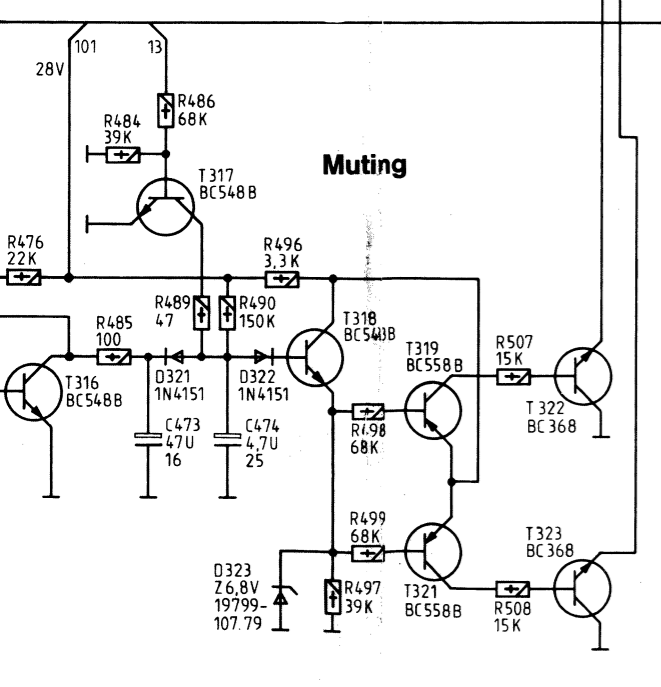 101
13
28V
R486
68K
R484
39K
Muting
T317
BC548B
R476
22K
R496
3,3K
R489
47
R490
150K
T318
BC548B
R485
100
T319
BC558B
R507
15K
T316
BC548B
D321
1N4151
D322
1N4151
T322
BC368
C473
47U
16
C474
4,7U
25
R498
68K
R499
68K
T323
BC368
D323
Z6,8V
19799-
107.79
R497
39K
T321
BC558B
R508
15K